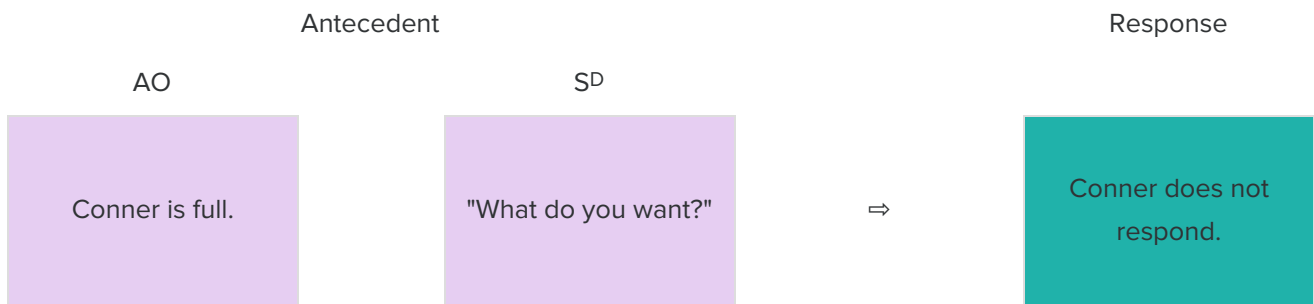 Antecedent
Response
AO
Sᴰ
Conner is full.
"What do you want?"
⇨
Conner does not
respond.